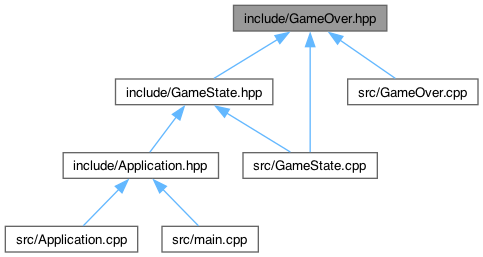 include/GameOver.hpp
include/GameState.hpp
src/GameOver.cpp
include/Application.hpp
src/GameState.cpp
src/Application.cpp
src/main.cpp